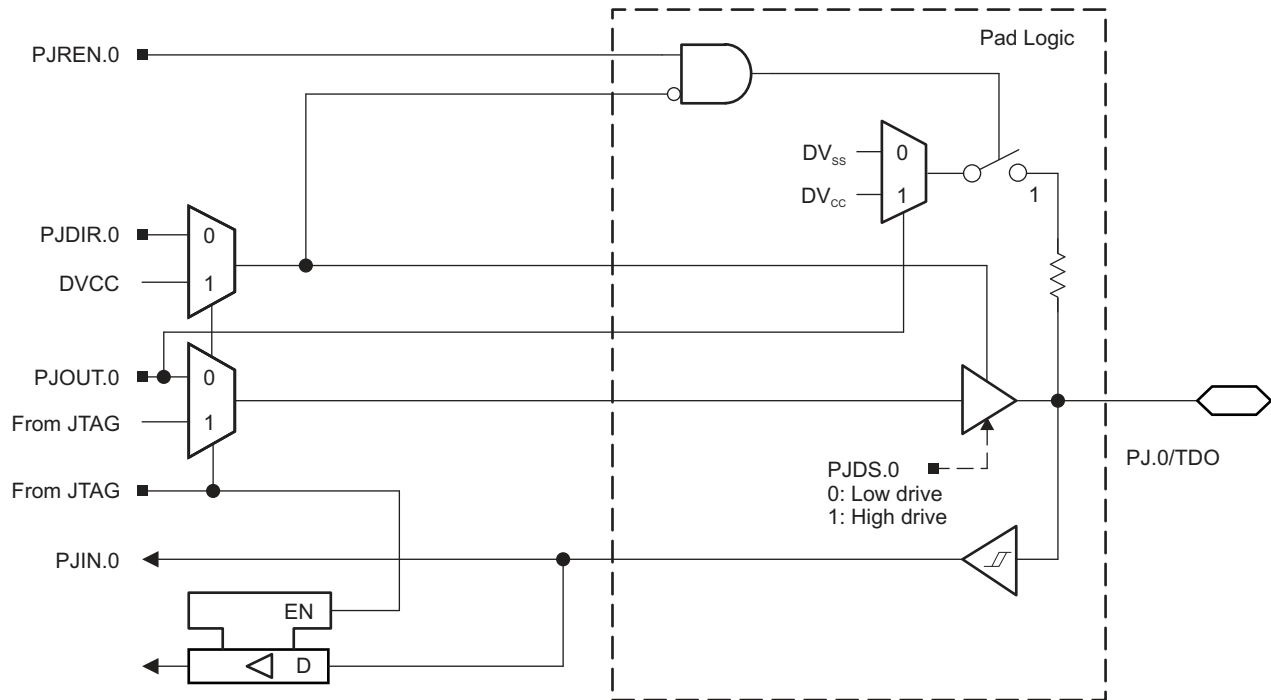 Pad Logic
PJREN.0
DVSS 0
DVCC 1
1
PJDIR.0 0
DVCC 1
PJOUT.0 0
From JTAG 1
PJDS.0
0: Low drive
1: High drive
PJ.0/TDO
From JTAG
PJIN.0
EN
D